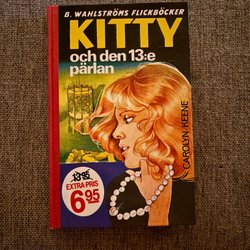 B. WAHLSTRÖMS FLICKBÖCKER
KITTY
och den 13:e
pärlan
CAROLYN KEENE
13.95
EXTRA PRIS
6.95